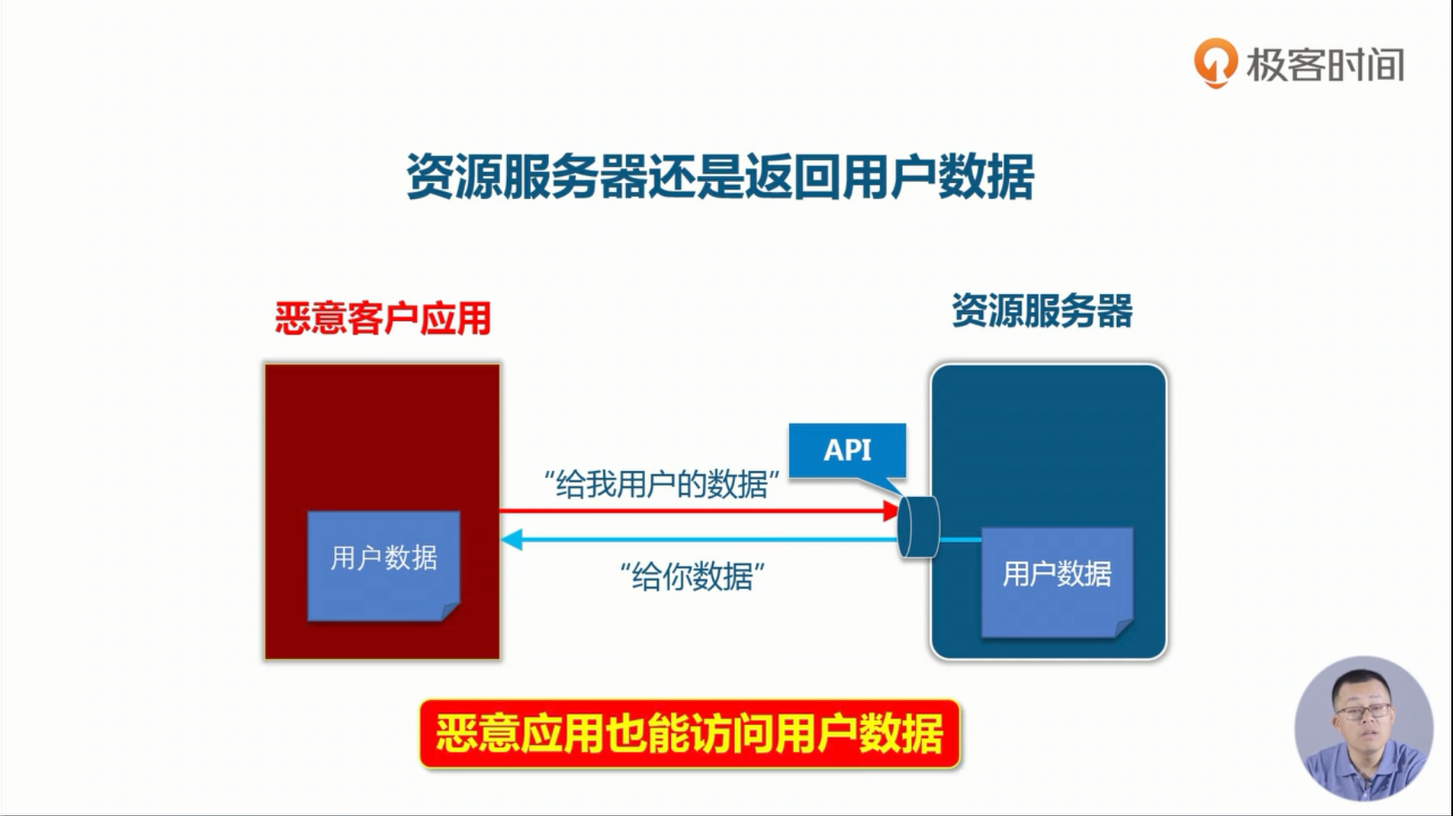 极客时间
资源服务器还是返回用户数据
恶意客户应用
资源服务器
API
“给我用户的数据”
用户数据
用户数据
“给你数据”
恶意应用也能访问用户数据